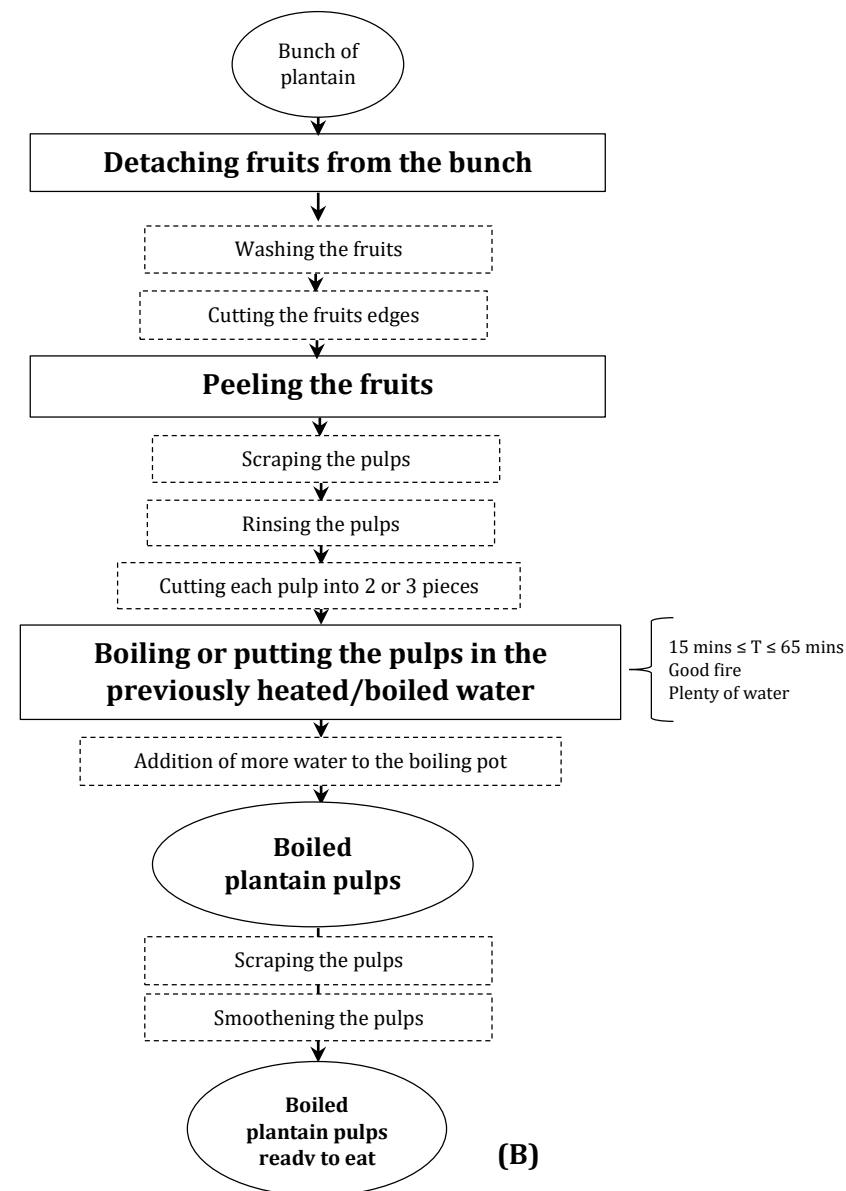 Bunch of
plantain
Detaching fruits from the bunch
Washing the fruits
Cutting the fruits edges
Peeling the fruits
Scraping the pulps
Rinsing the pulps
Cutting each pulp into 2 or 3 pieces
Boiling or putting the pulps in the
previously heated/boiled water
15 mins ≤ T ≤ 65 mins
Good fire
Plenty of water
Addition of more water to the boiling pot
Boiled
plantain pulps
Scraping the pulps
Smoothening the pulps
Boiled
plantain pulps
ready to eat
(B)